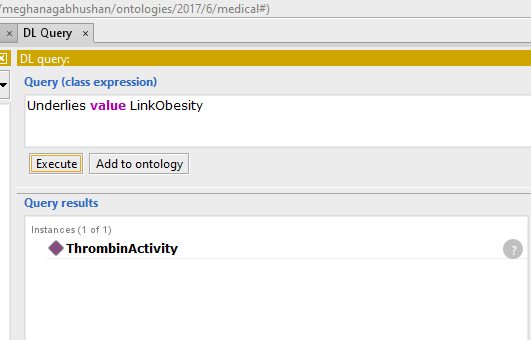 /meghanagabhushan/ontologies/2017/6/medical#)
× DL Query ×
DL query:
Query (class expression)
Underlies value LinkObesity
Execute Add to ontology
Query results
Instances (1 of 1)
ThrombinActivity ?